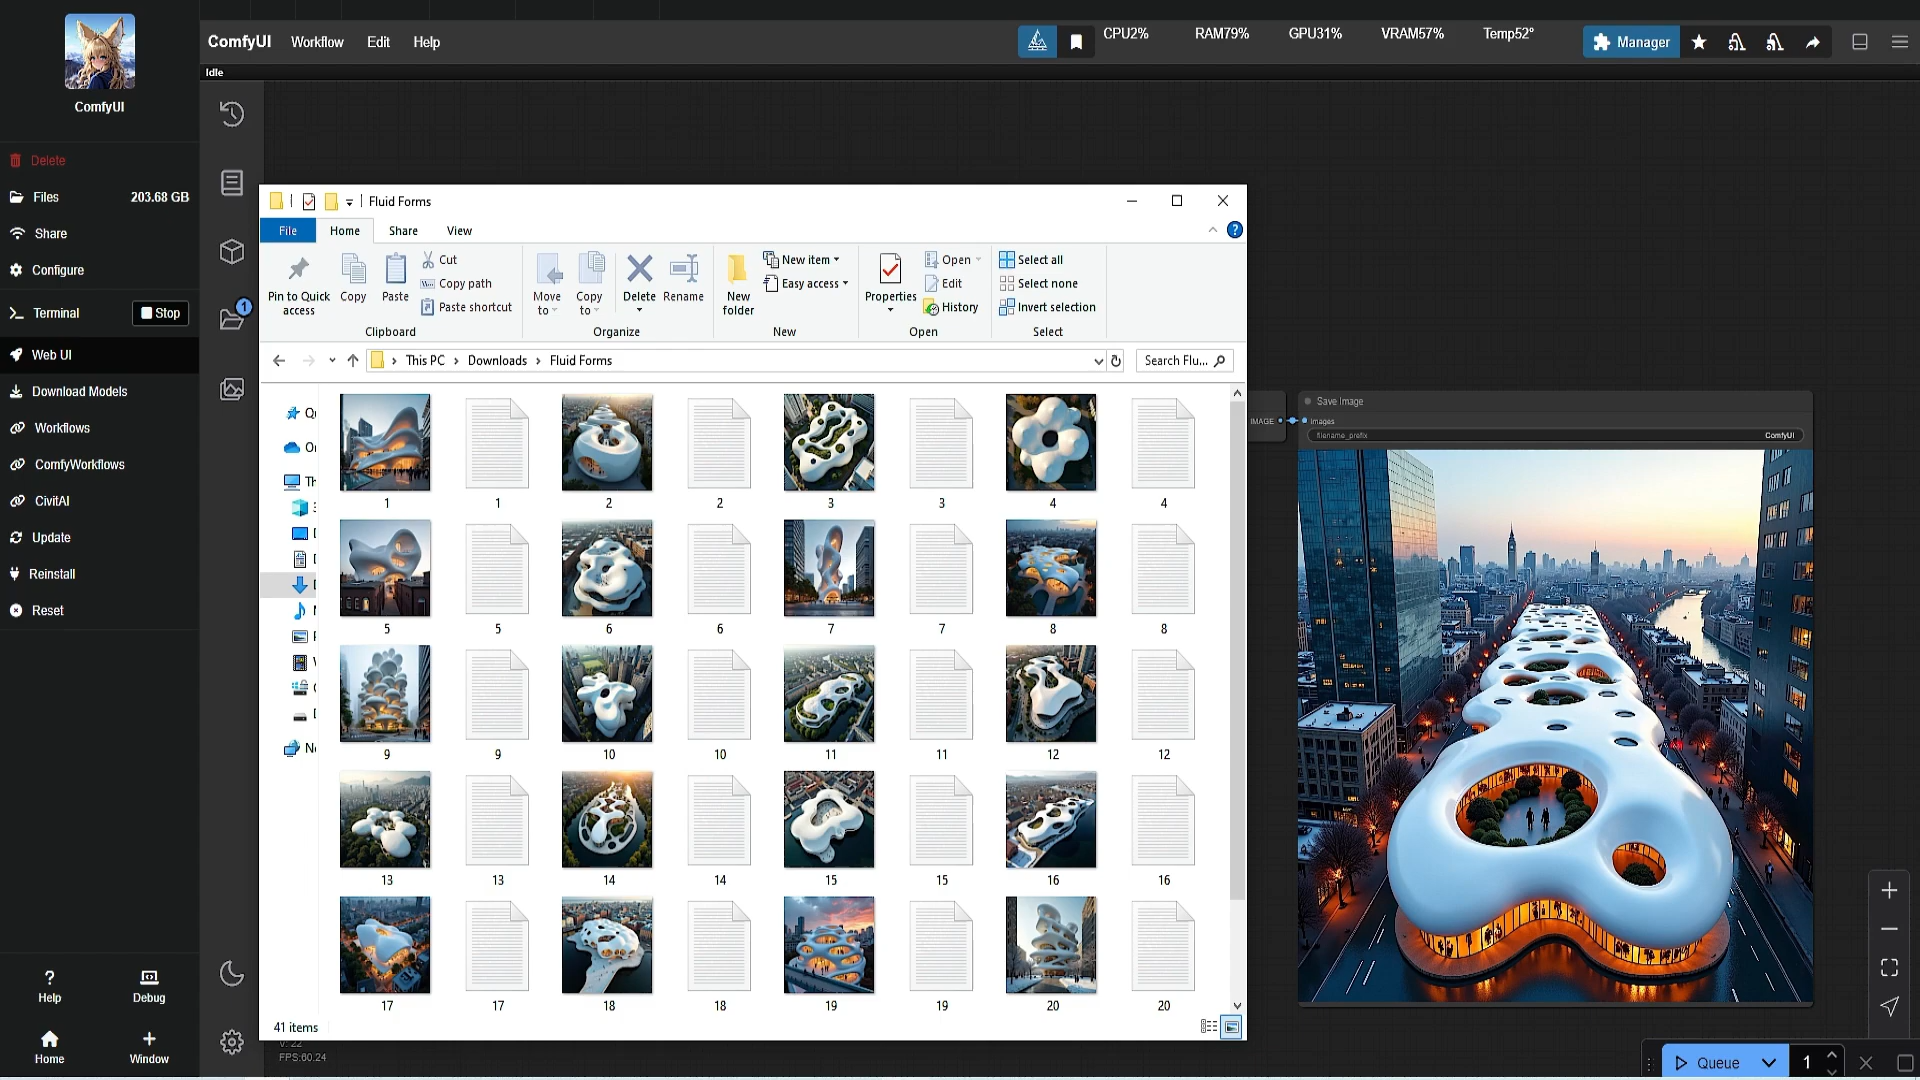 ComfyUI
Delete
Files 203.68 GB
Share
Configure
Terminal Stop
Web UI
Download Models
Workflows
ComfyWorkflows
CivitAI
Update
Reinstall
Reset
Help Debug
Home Window
ComfyUI Workflow Edit Help
CPU2% RAM79% GPU31% VRAM57% Temp52° Manager
Idle
1
Fluid Forms
File Home Share View
Pin to Quick access
Copy
Paste
Cut
Copy path
Paste shortcut
Clipboard
Move to
Copy to
Delete
Rename
Organize
New folder
New item
Easy access
New
Properties
Open
Edit
History
Open
Select all
Select none
Invert selection
Select
This PC > Downloads > Fluid Forms
Search Flu...
1 1 2 2 3 3 4 4
5 5 6 6 7 7 8 8
9 9 10 10 11 11 12 12
13 13 14 14 15 15 16 16
17 17 18 18 19 19 20 20
41 items
V: 22
FPS:60.24
IMAGE
Save Image
images
filename_prefix ComfyUI
Queue 1